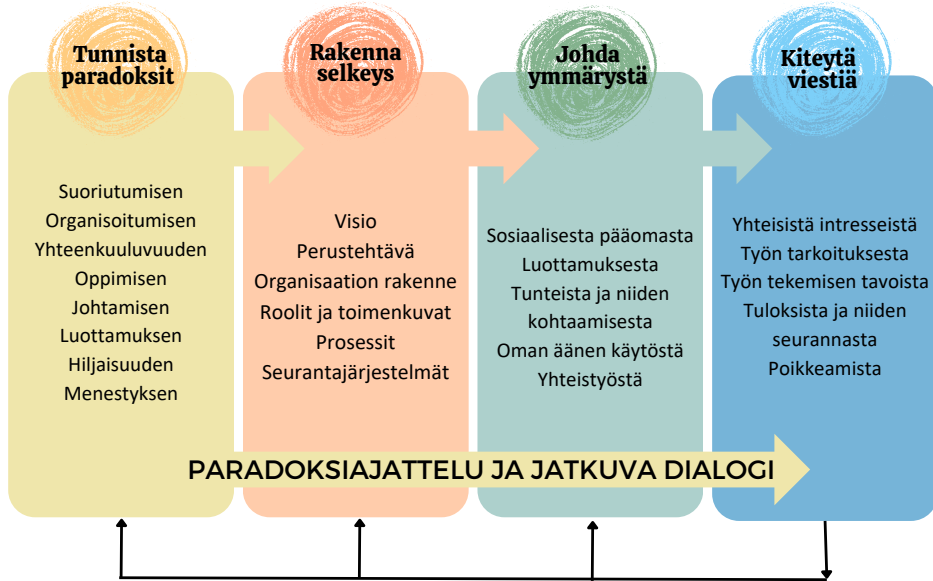 Tunnista
paradoksit
Suoriutumisen
Organisoitumisen
Yhteenkuuluvuuden
Oppimisen
Johtamisen
Luottamuksen
Hiljaisuuden
Menestyksen
Rakenna
selkeys
Visio
Perustehtävä
Organisaation rakenne
Roolit ja toimenkuvat
Prosessit
Seurantajärjestelmät
Johda
ymmärystä
Sosiaalisesta pääomasta
Luottamuksesta
Tunteista ja niiden
kohtaamisesta
Oman äänen käytöstä
Yhteistyöstä
Kiteytä
viestiä
Yhteisistä intresseistä
Työn tarkoituksesta
Työn tekemisen tavoista
Tuloksista ja niiden
seurannasta
Poikkeamista
PARADOKSIAJATTELU JA JATKUVA DIALOGI